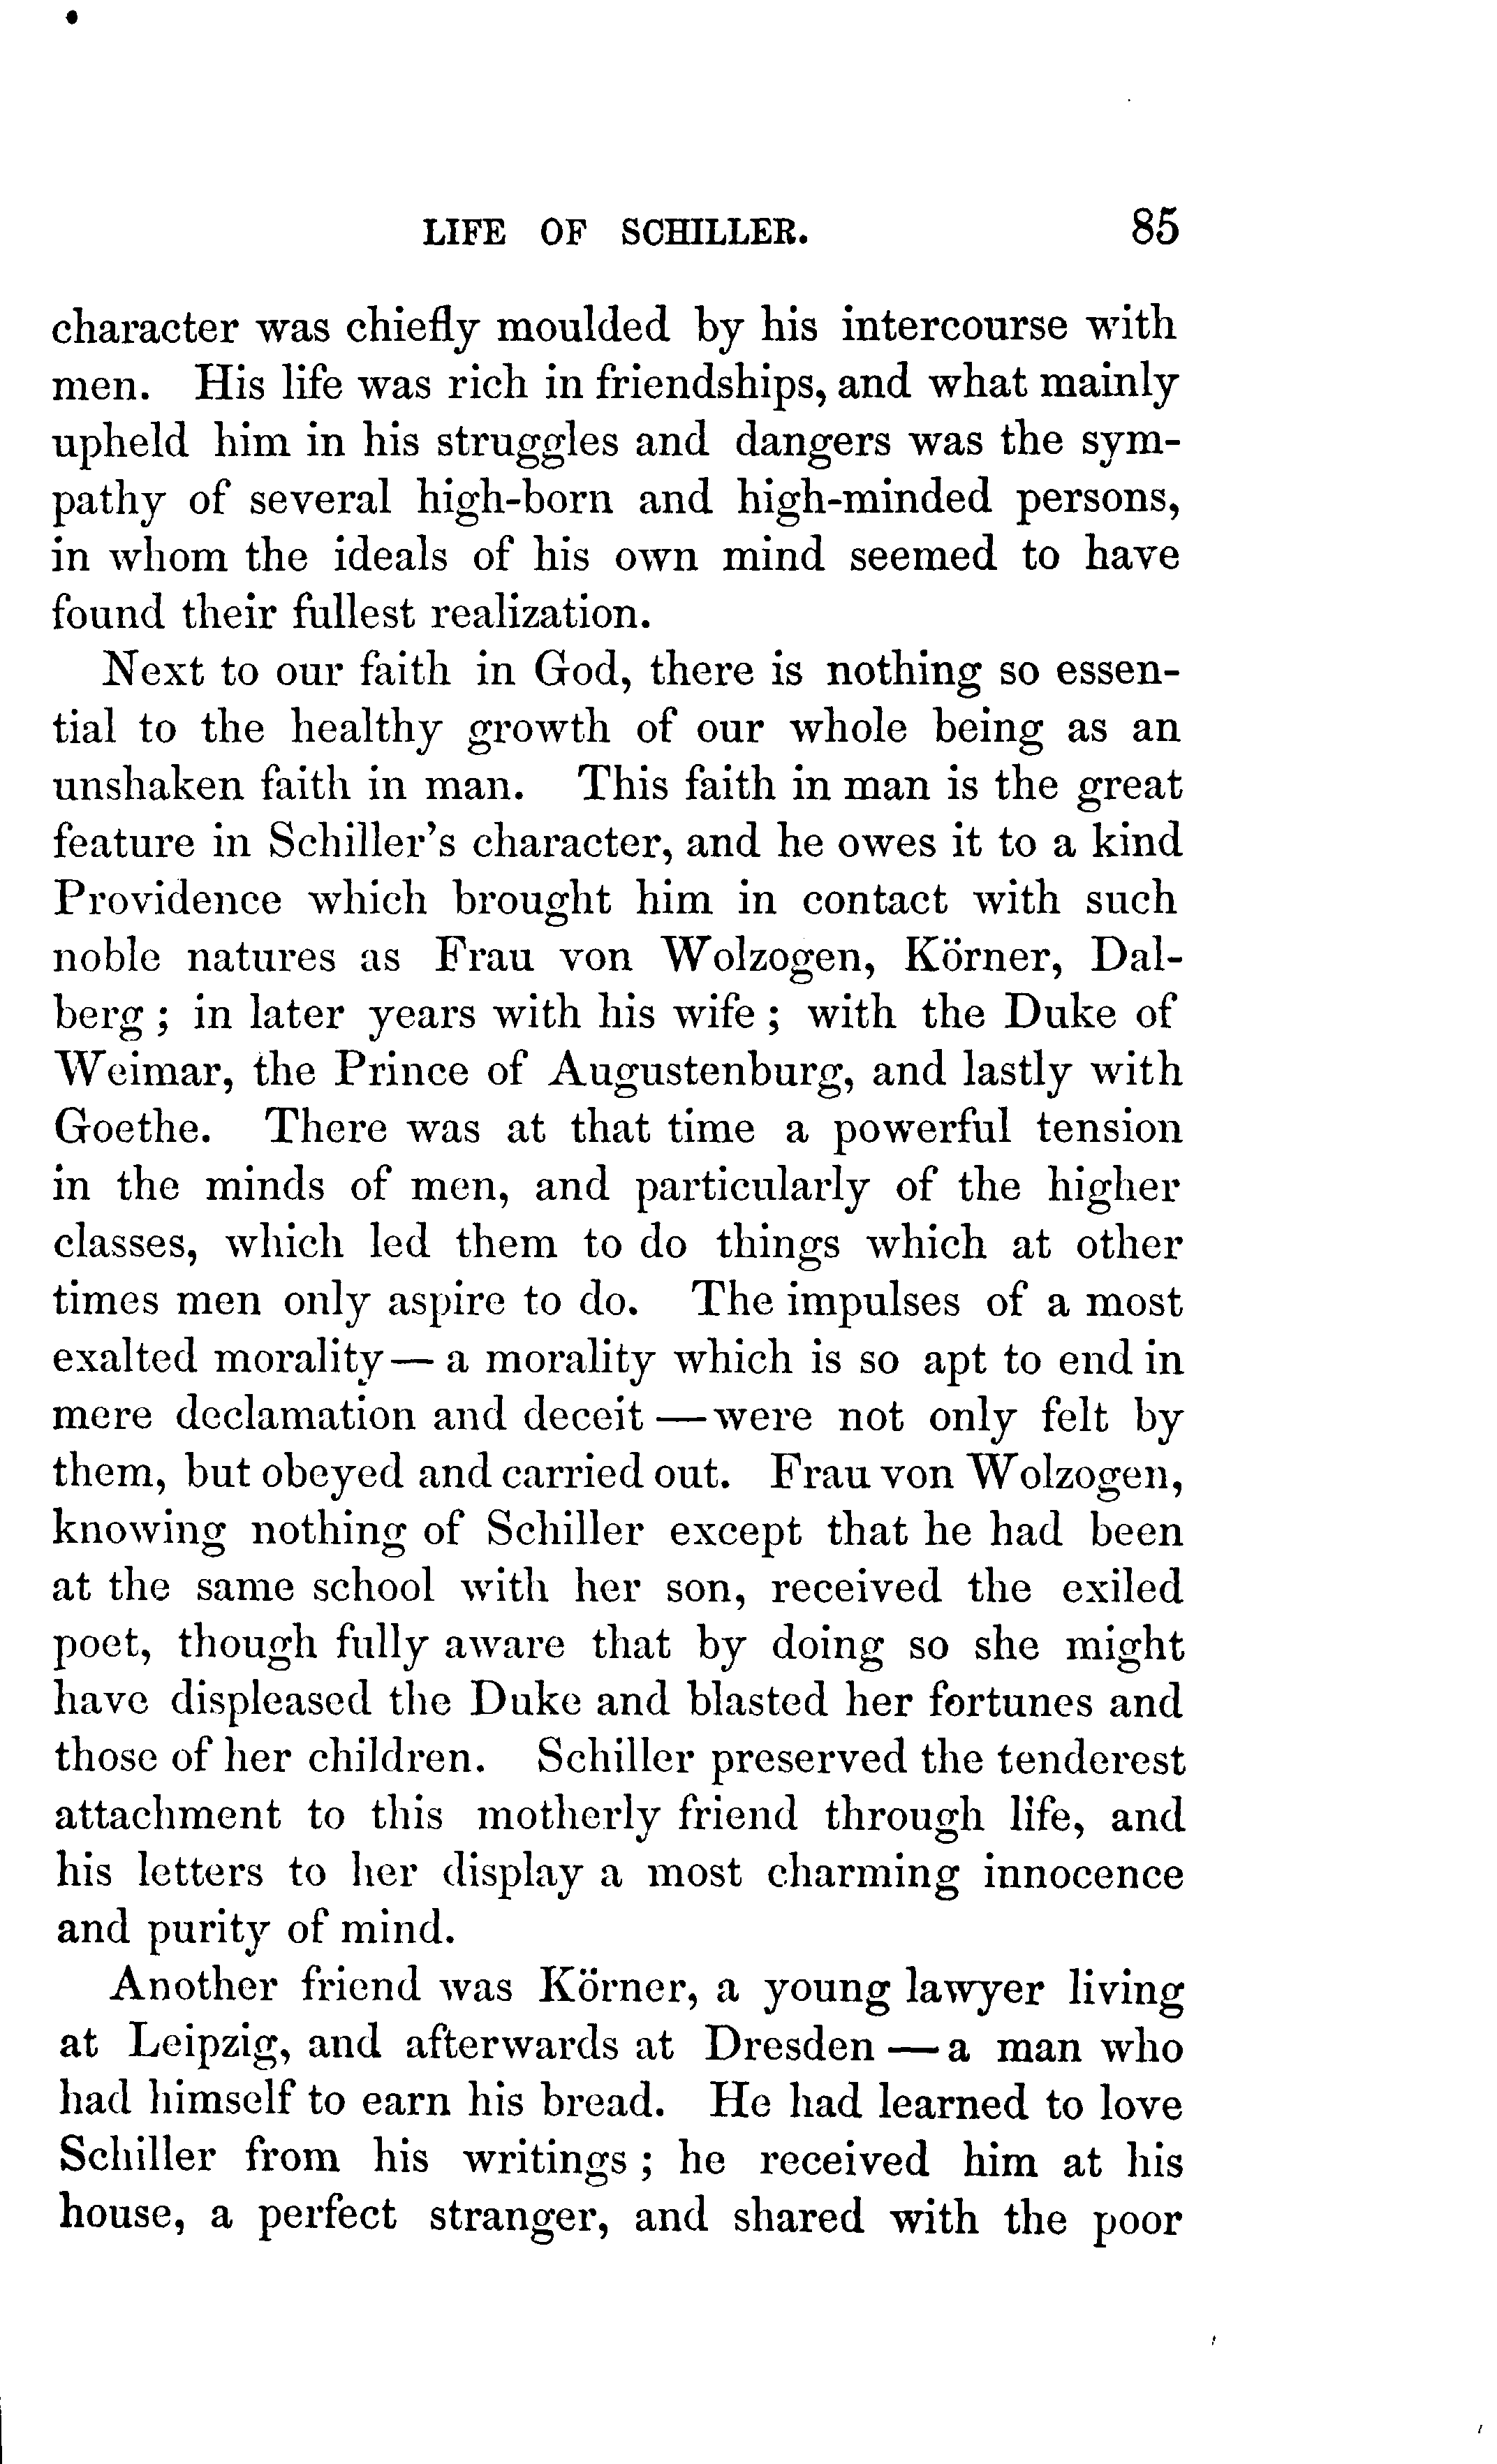 LIFE OF SCHILLER. 85
character was chiefly moulded by his intercourse with
men. His life was rich in friendships, and what mainly
upheld him in his struggles and dangers was the sym-
pathy of several high-born and high-minded persons,
in whom the ideals of his own mind seemed to have
found their fullest realization.
Next to our faith in God, there is nothing so essen-
tial to the healthy growth of our whole being as an
unshaken faith in man. This faith in man is the great
feature in Schiller's character, and he owes it to a kind
Providence which brought him in contact with such
noble natures as Frau von Wolzogen, Körner, Dal-
berg ; in later years with his wife ; with the Duke of
Weimar, the Prince of Augustenburg, and lastly with
Goethe. There was at that time a powerful tension
in the minds of men, and particularly of the higher
classes, which led them to do things which at other
times men only aspire to do. The impulses of a most
exalted morality — a morality which is so apt to end in
mere declamation and deceit — were not only felt by
them, but obeyed and carried out. Frau von Wolzogen,
knowing nothing of Schiller except that he had been
at the same school with her son, received the exiled
poet, though fully aware that by doing so she might
have displeased the Duke and blasted her fortunes and
those of her children. Schiller preserved the tenderest
attachment to this motherly friend through life, and
his letters to her display a most charming innocence
and purity of mind.
Another friend was Körner, a young lawyer living
at Leipzig, and afterwards at Dresden — a man who
had himself to earn his bread. He had learned to love
Schiller from his writings ; he received him at his
house, a perfect stranger, and shared with the poor